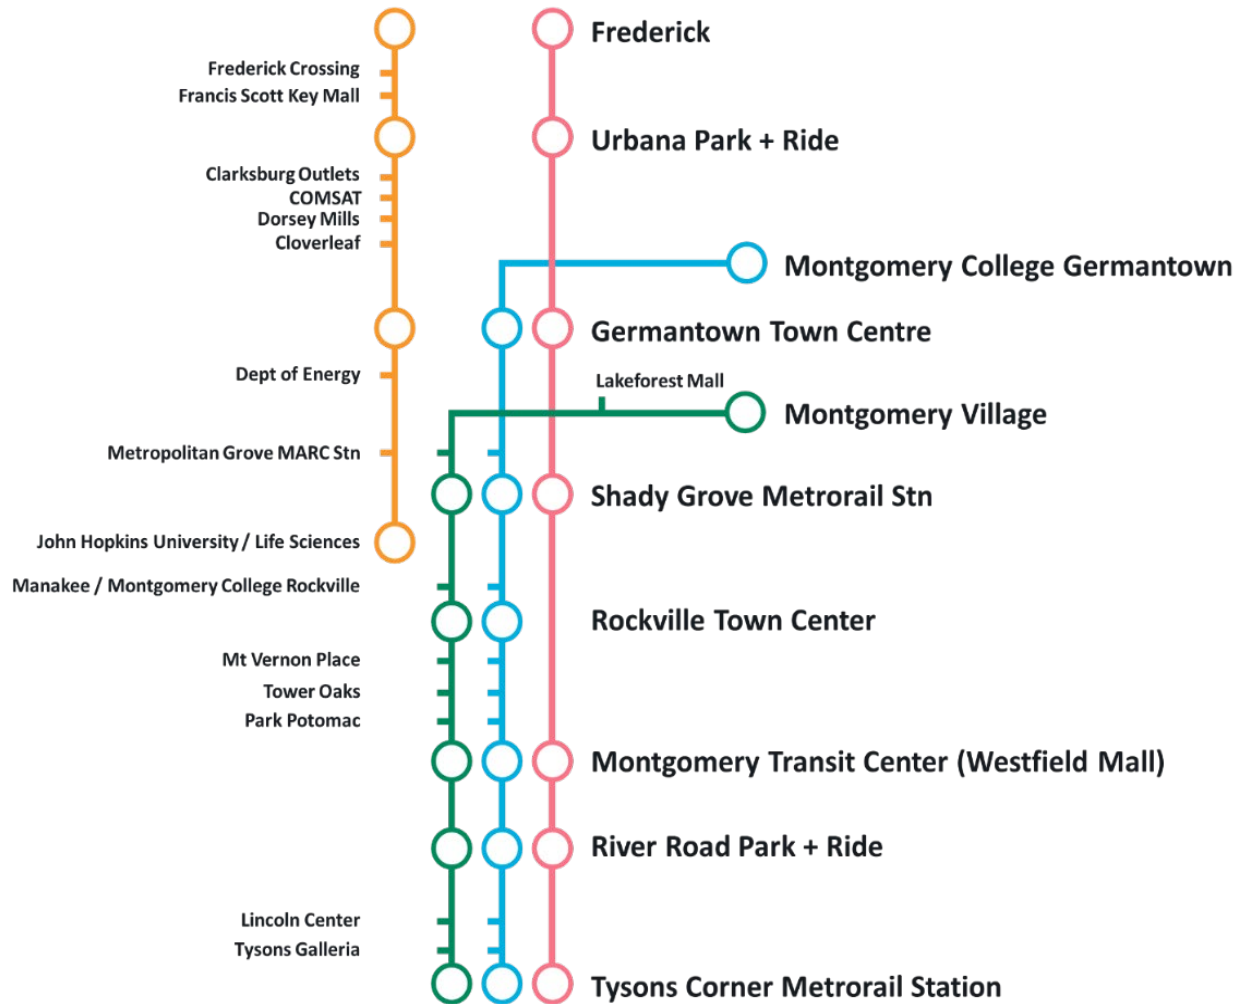 Frederick
Frederick Crossing
Francis Scott Key Mall
Urbana Park + Ride
Clarksburg Outlets
COMSAT
Dorsey Mills
Cloverleaf
Montgomery College Germantown
Germantown Town Centre
Dept of Energy
Lakeforest Mall
Montgomery Village
Metropolitan Grove MARC Stn
Shady Grove Metrorail Stn
John Hopkins University / Life Sciences
Manakee / Montgomery College Rockville
Rockville Town Center
Mt Vernon Place
Tower Oaks
Park Potomac
Montgomery Transit Center (Westfield Mall)
River Road Park + Ride
Lincoln Center
Tysons Galleria
Tysons Corner Metrorail Station